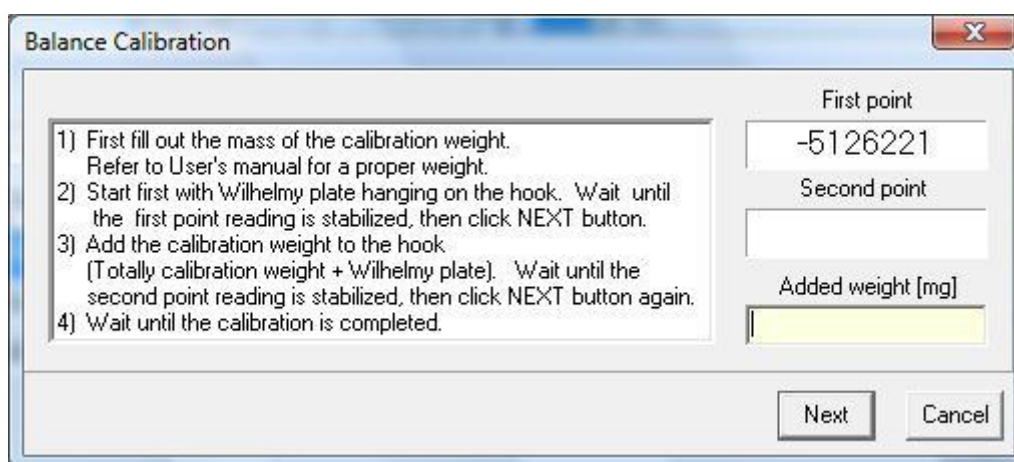 Balance Calibration
1) First fill out the mass of the calibration weight.
Refer to User's manual for a proper weight.
2) Start first with Wilhelmy plate hanging on the hook. Wait until
the first point reading is stabilized, then click NEXT button.
3) Add the calibration weight to the hook
(Totally calibration weight + Wilhelmy plate). Wait until the
second point reading is stabilized, then click NEXT button again.
4) Wait until the calibration is completed.
First point
-5126221
Second point
Added weight [mg]
Next
Cancel